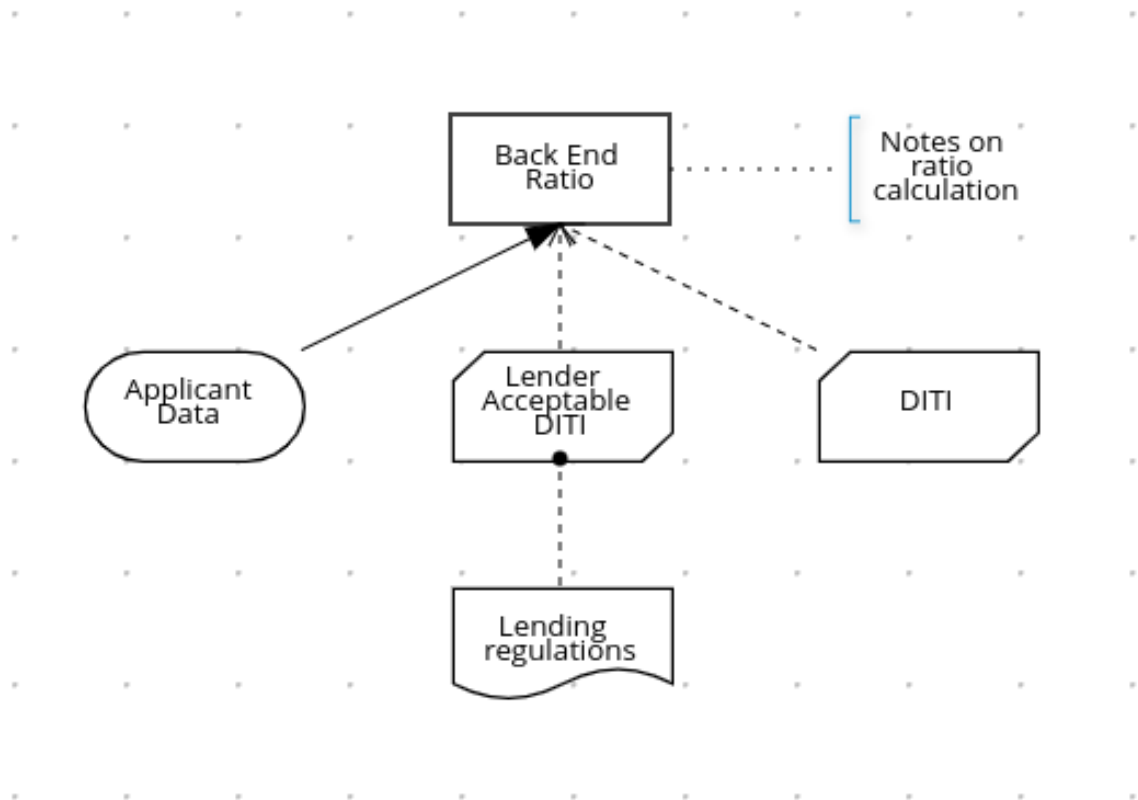 Back End
Ratio
Notes on
ratio
calculation
Applicant
Data
Lender
Acceptable
DITI
DITI
Lending
regulations